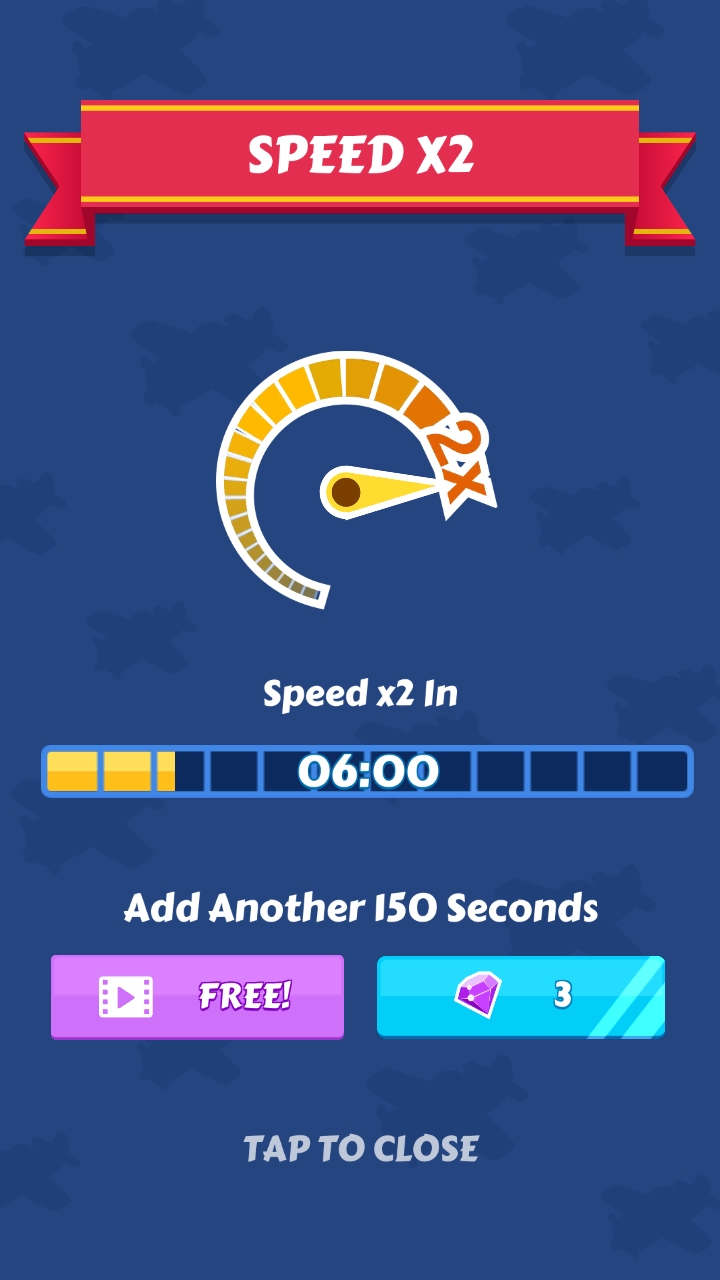 SPEED X2
2x
Speed x2 In
06:00
Add Another 150 Seconds
FREE!
3
TAP TO CLOSE